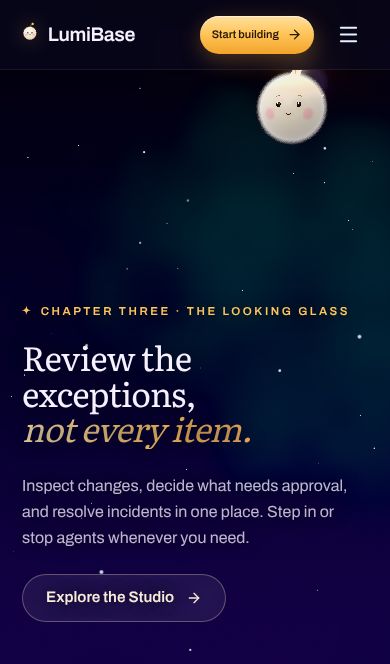 LumiBase
Start building →
✦ CHAPTER THREE · THE LOOKING GLASS
Review the
exceptions,
not every item.
Inspect changes, decide what needs approval,
and resolve incidents in one place. Step in or
stop agents whenever you need.
Explore the Studio →